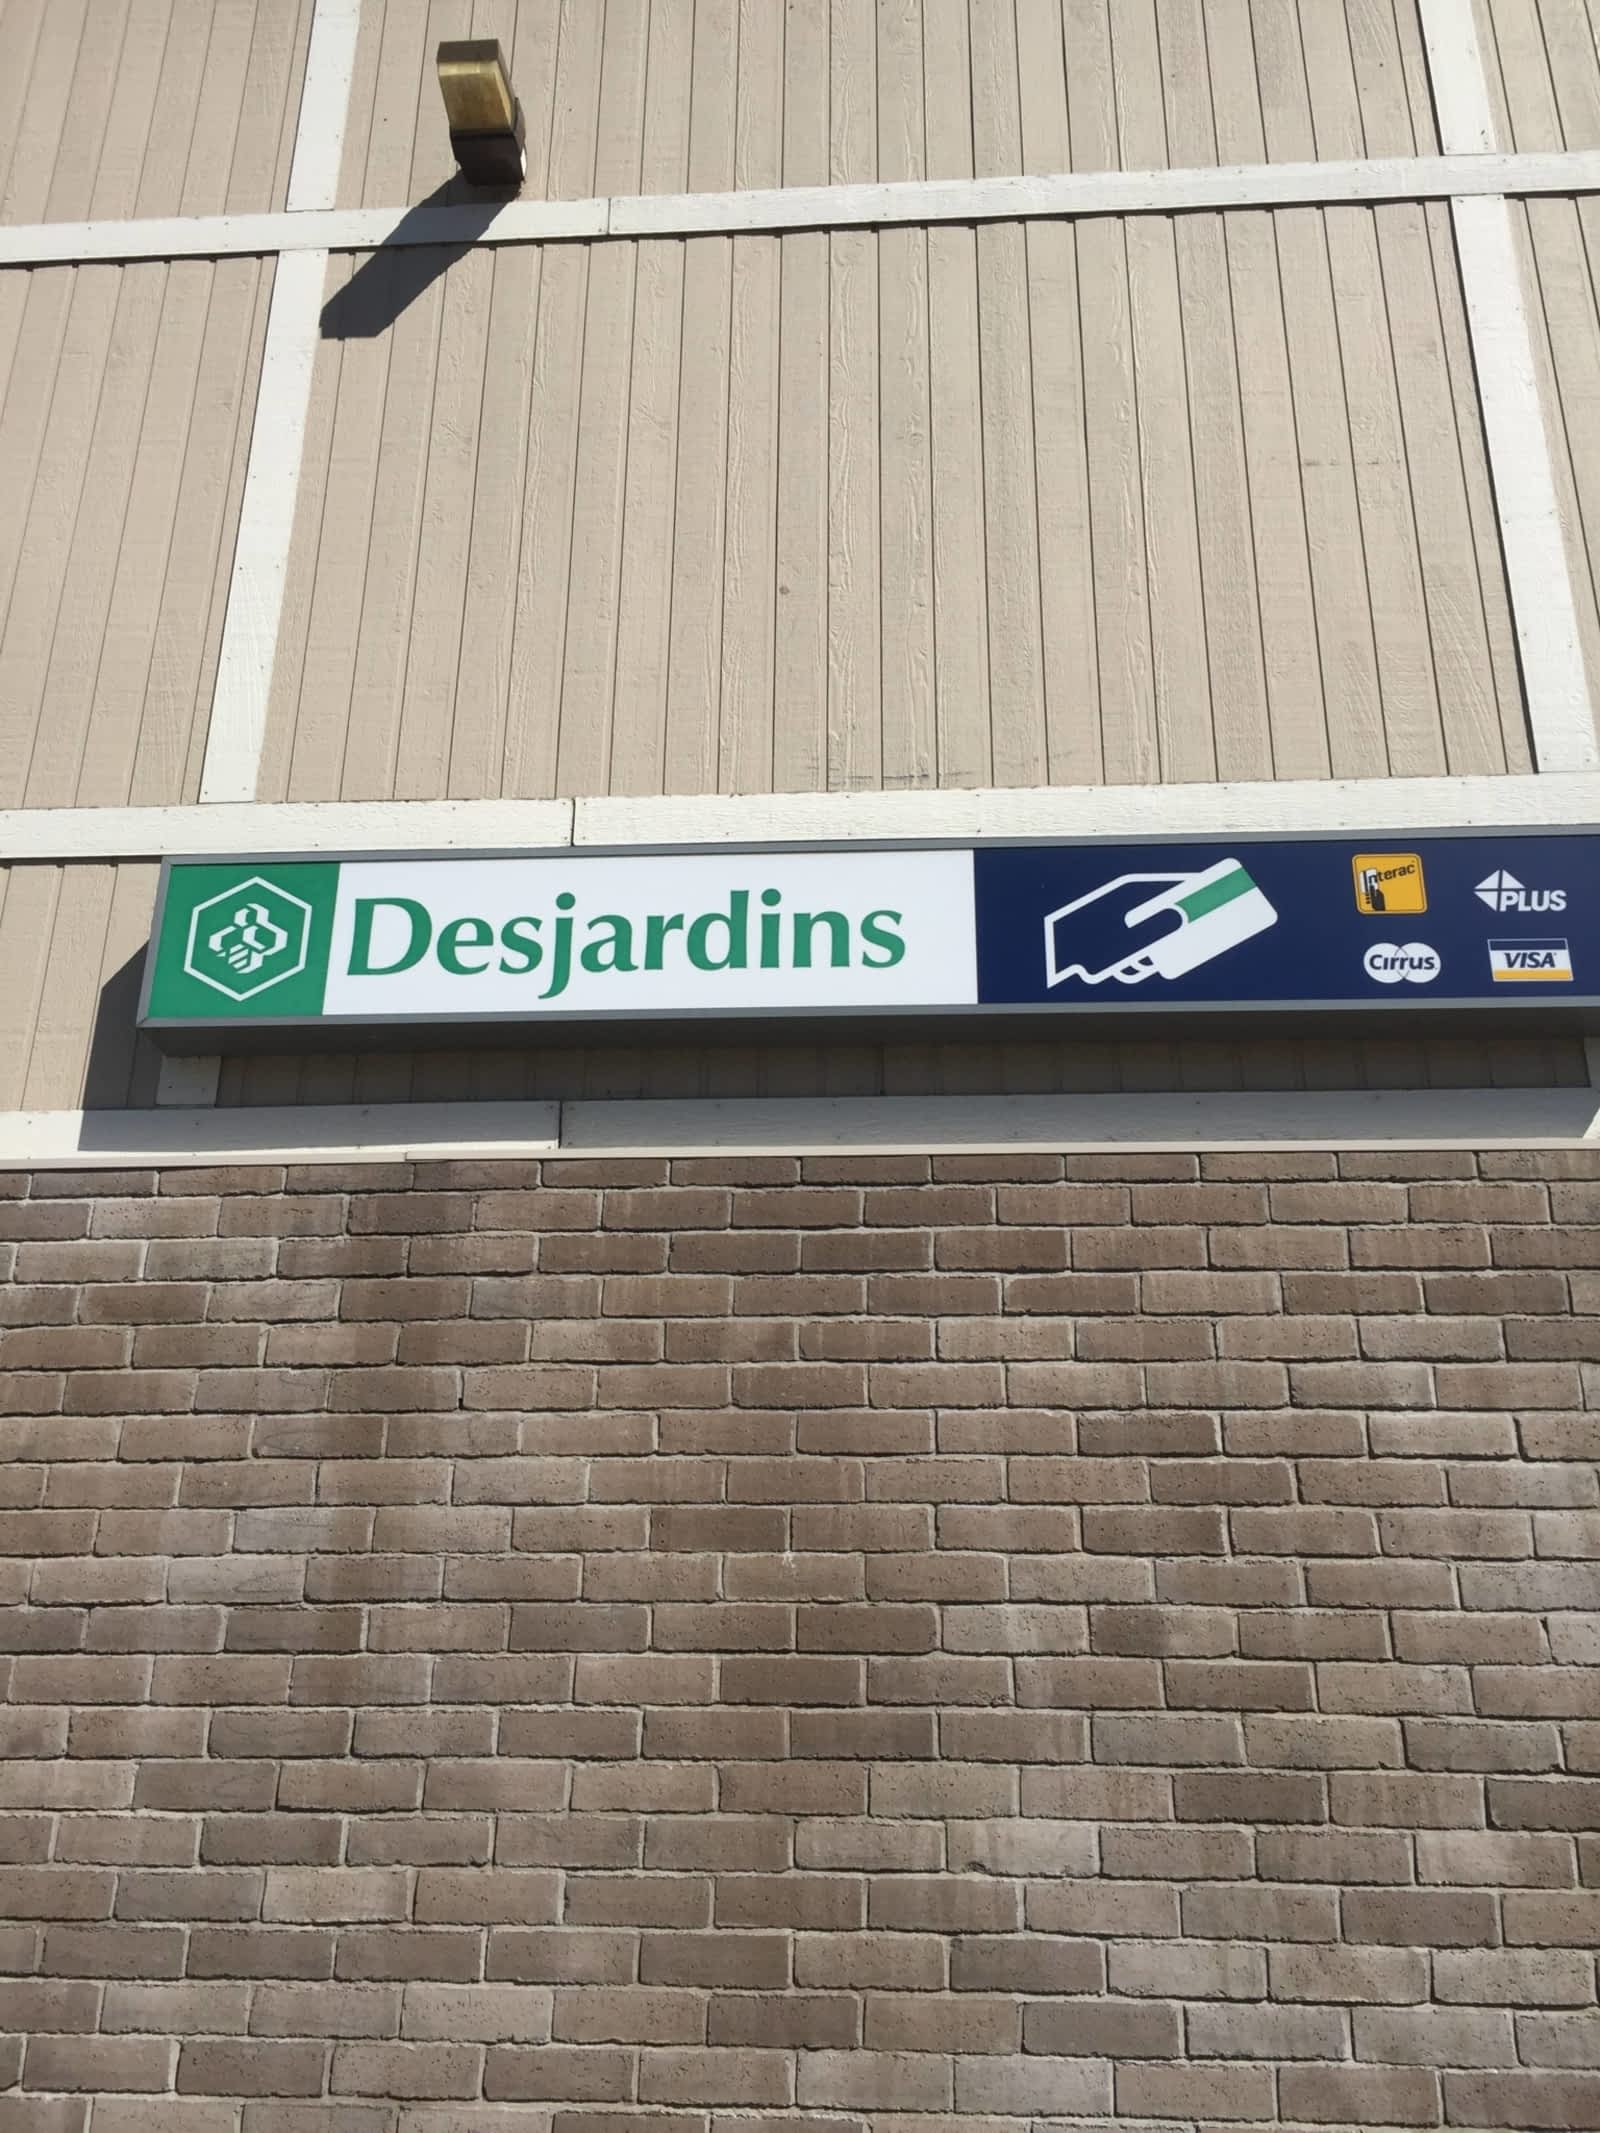 Desjardins
Interac
PLUS
Cirrus
VISA